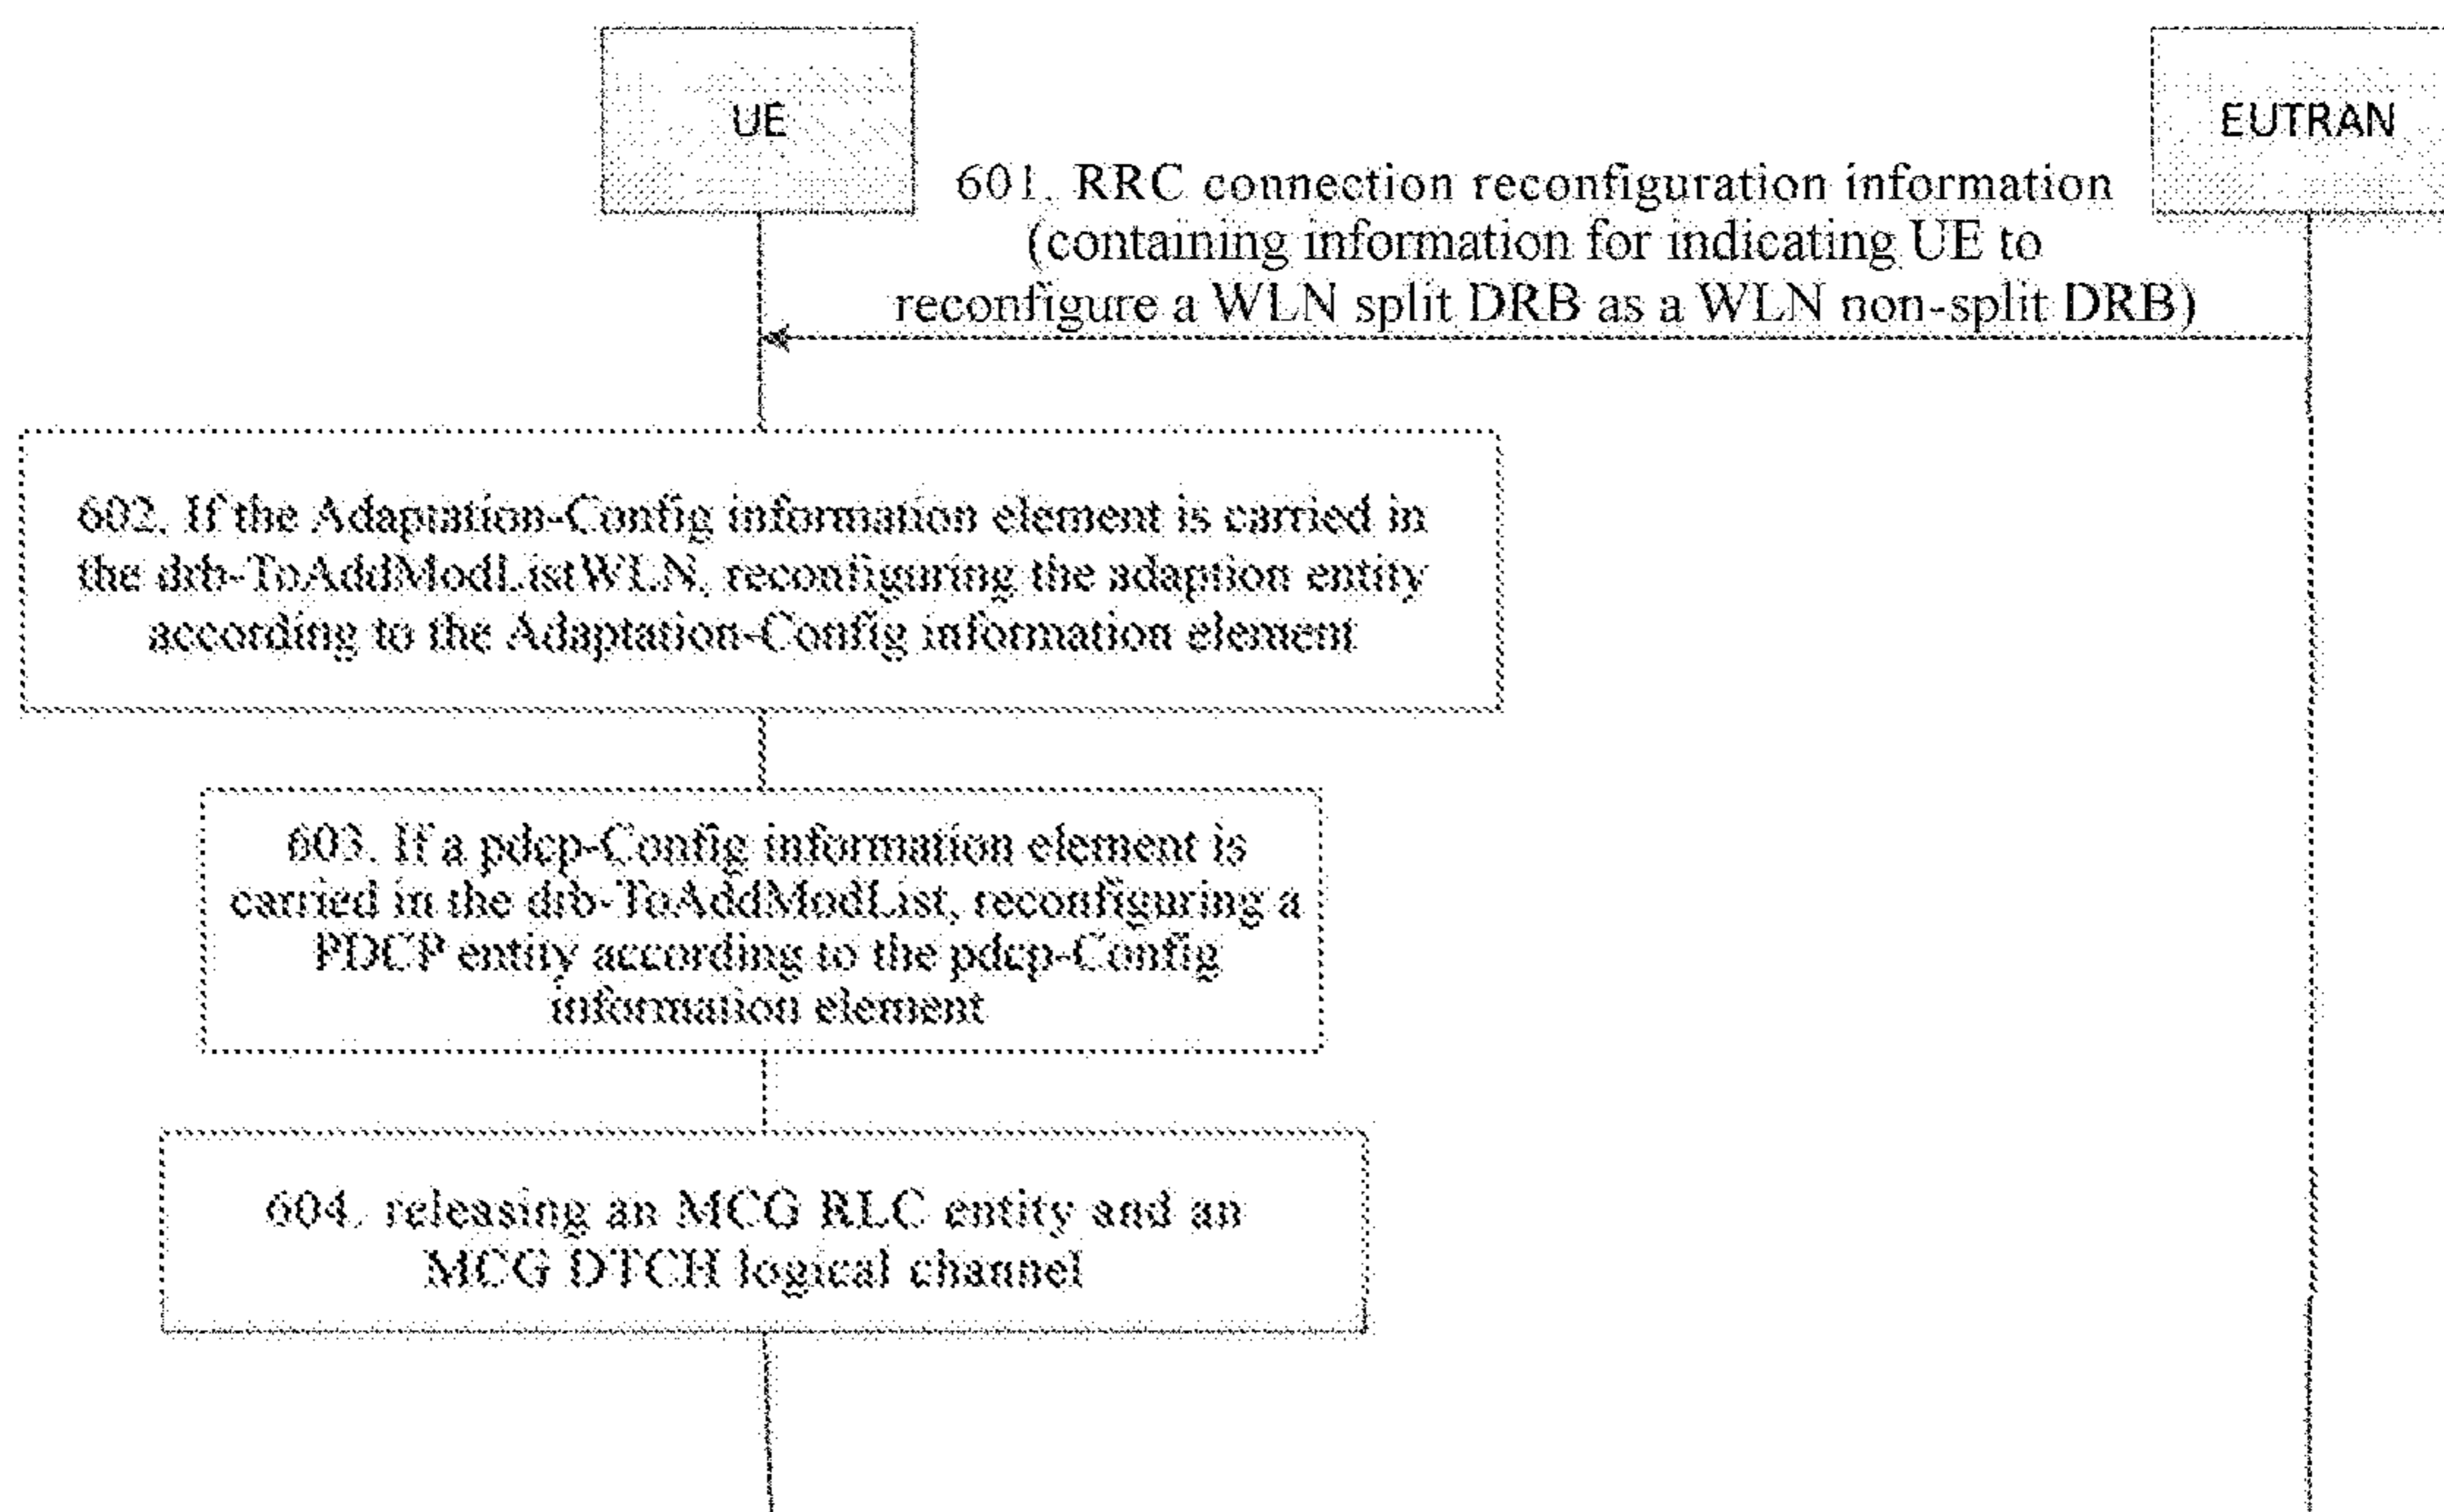 UE
EUTRAN
601. RRC connection reconfiguration information
(containing information for indicating UE to
reconfigure a WLN split DRB as a WLN non-split DRB)
602. If the Adaptation-Config information element is carried in
the drb-ToAddModListWLN, reconfiguring the adaption entity
according to the Adaptation-Config information element
603. If a pdcp-Config information element is
carried in the drb-ToAddModList, reconfiguring a
PDCP entity according to the pdcp-Config
information element
604. releasing an MCG RLC entity and an
MCG DTCH logical channel